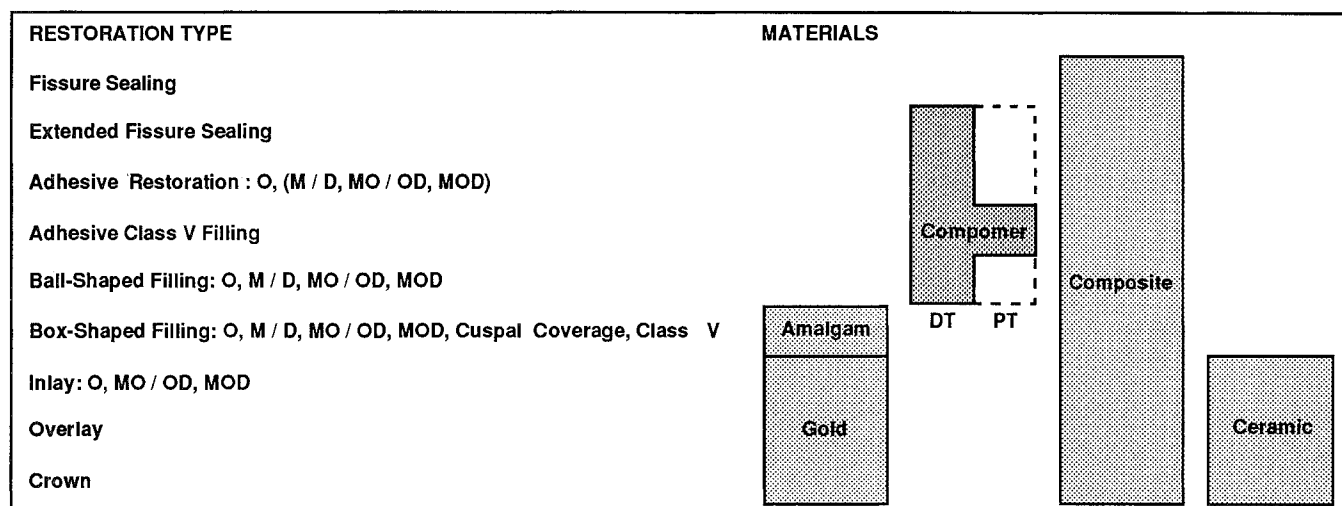 RESTORATION TYPE
MATERIALS
Fissure Sealing
Extended Fissure Sealing
Adhesive Restoration : O, (M / D, MO / OD, MOD)
Adhesive Class V Filling
Compomer
Ball-Shaped Filling: O, M / D, MO / OD, MOD
Composite
DT
PT
Box-Shaped Filling: O, M / D, MO / OD, MOD, Cuspal Coverage, Class V
Amalgam
Inlay: O, MO / OD, MOD
Overlay
Gold
Ceramic
Crown